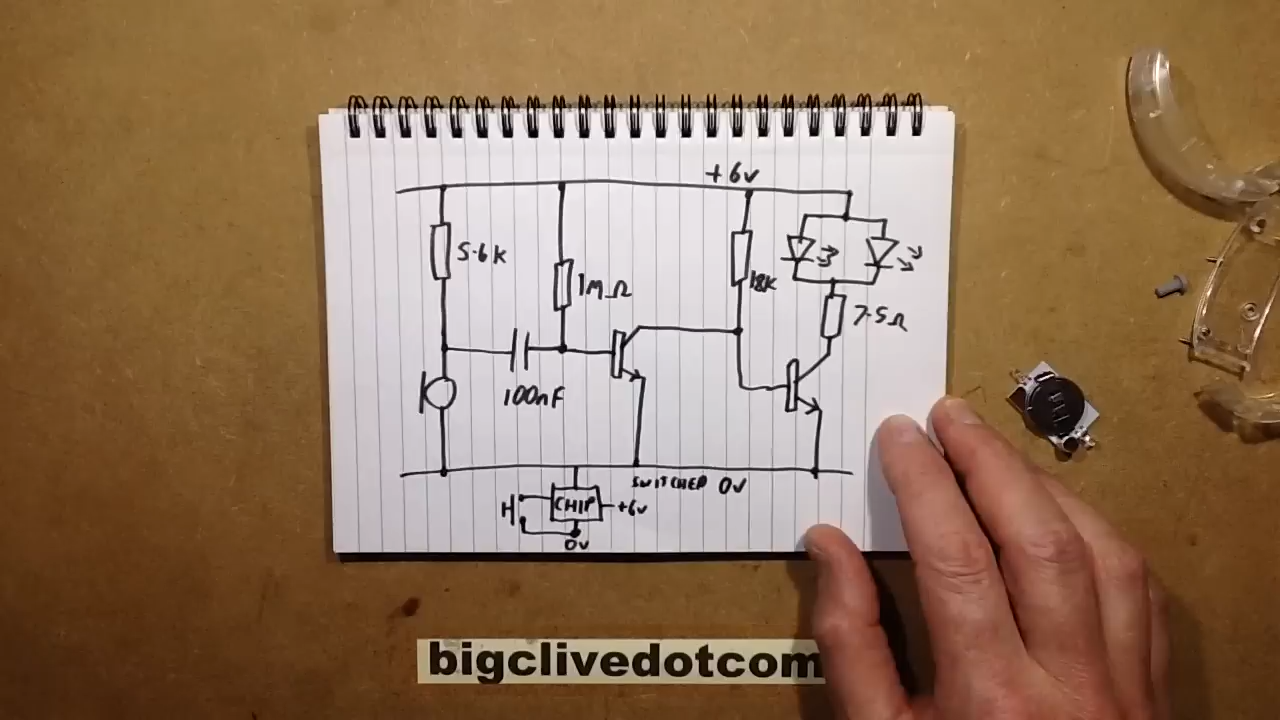 +6v
5.6K
1MΩ
18K
7.5Ω
100nF
SWITCHED 0V
CHIP
+6v
0v
bigclivedotcom